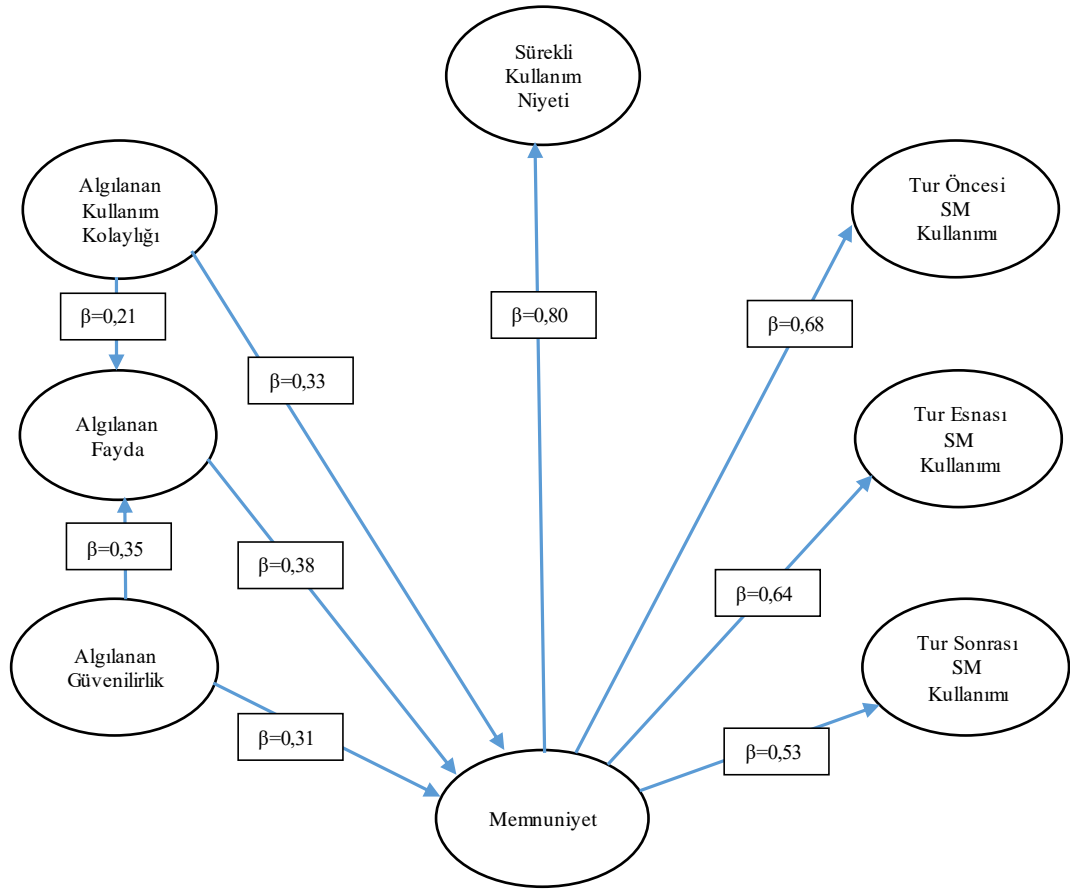 Sürekli
Kullanım
Niyeti
Algılanan
Kullanım
Kolaylığı
Tur Öncesi
SM
Kullanımı
β=0,21
β=0,80
β=0,68
β=0,33
Algılanan
Fayda
Tur Esnası
SM
Kullanımı
β=0,35
β=0,38
β=0,64
Algılanan
Güvenilirlik
Tur Sonrası
SM
Kullanımı
β=0,31
β=0,53
Memnuniyet